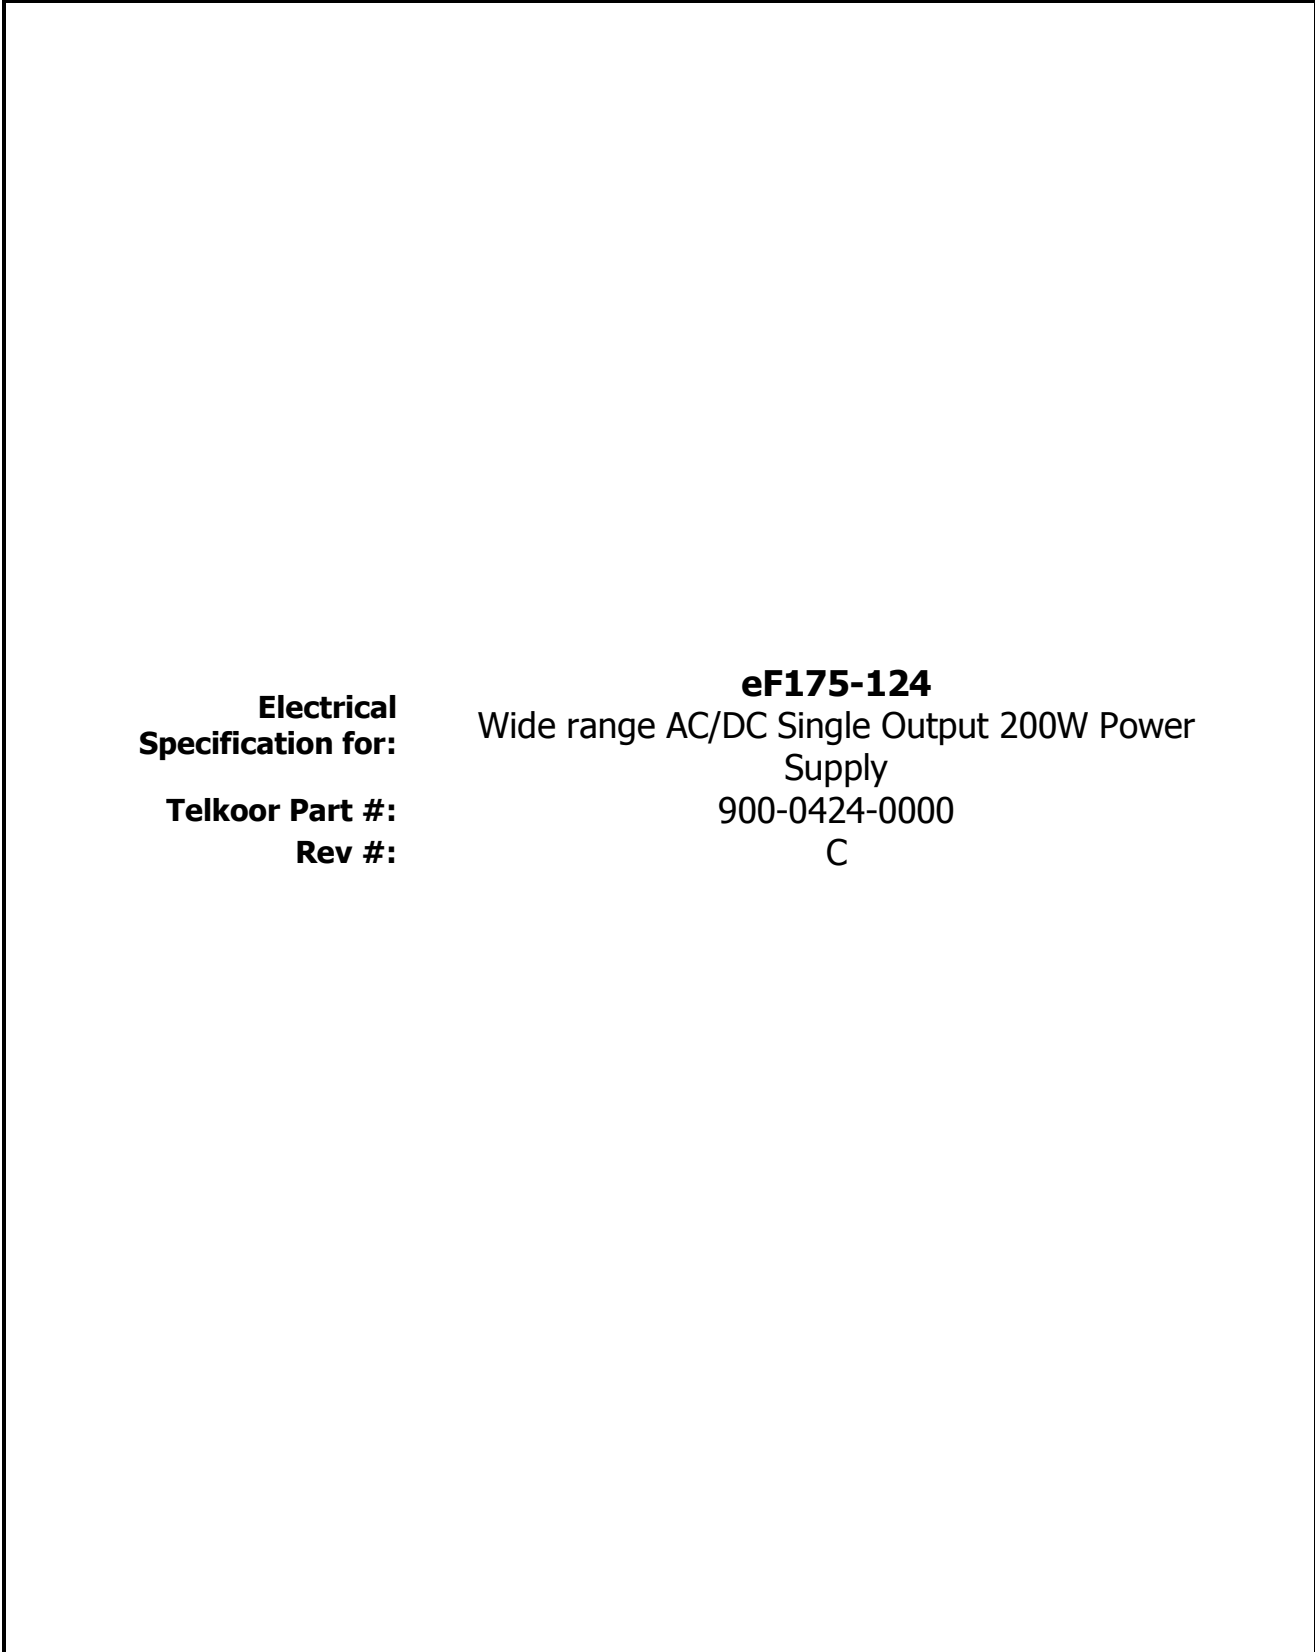 Electrical
Specification for:
eF175-124
Wide range AC/DC Single Output 200W Power
Supply
Telkoor Part #:
900-0424-0000
Rev #:
C